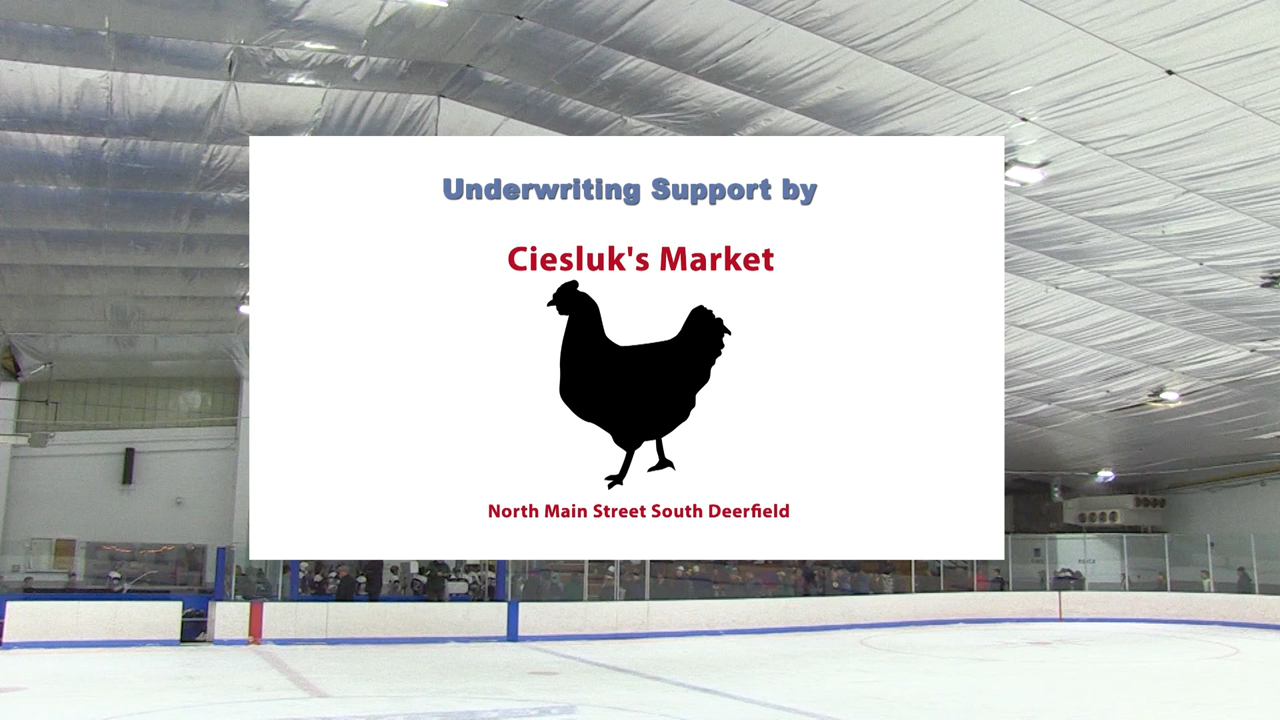 Underwriting Support by
Ciesluk's Market
North Main Street South Deerfield